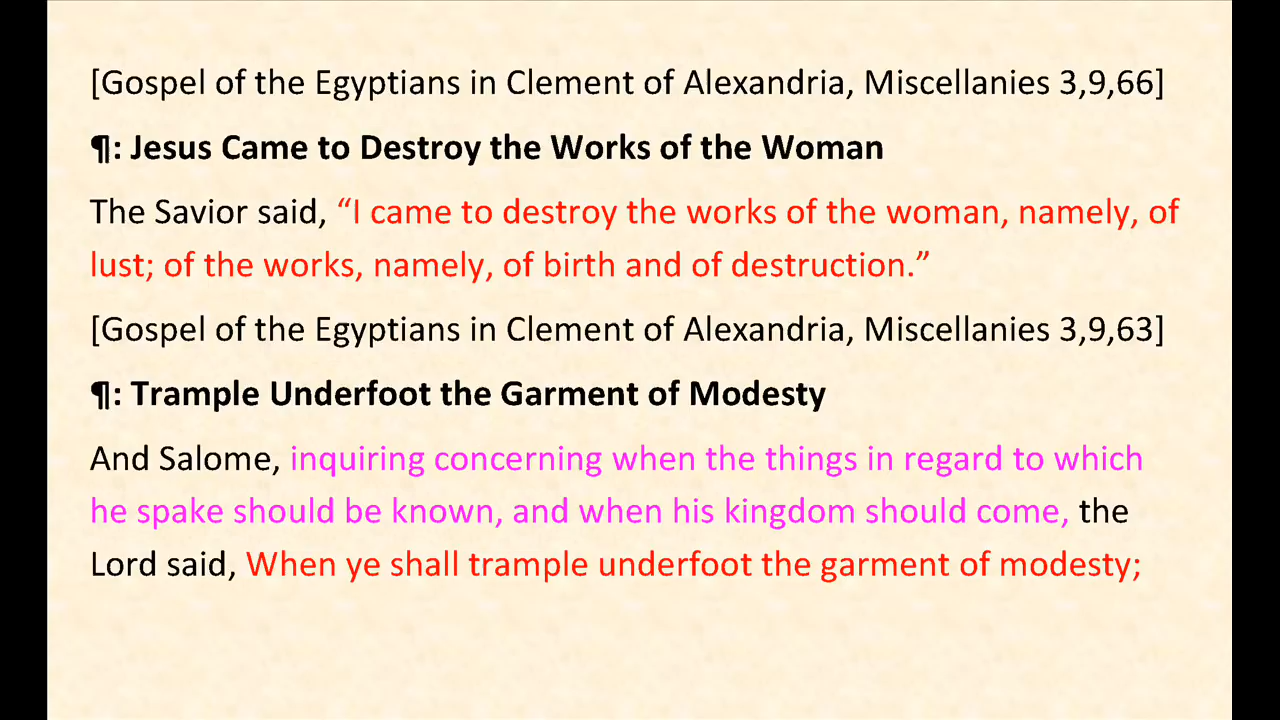 [Gospel of the Egyptians in Clement of Alexandria, Miscellanies 3,9,66]
¶: Jesus Came to Destroy the Works of the Woman
The Savior said, “I came to destroy the works of the woman, namely, of
lust; of the works, namely, of birth and of destruction.”
[Gospel of the Egyptians in Clement of Alexandria, Miscellanies 3,9,63]
¶: Trample Underfoot the Garment of Modesty
And Salome, inquiring concerning when the things in regard to which
he spake should be known, and when his kingdom should come, the
Lord said, When ye shall trample underfoot the garment of modesty;